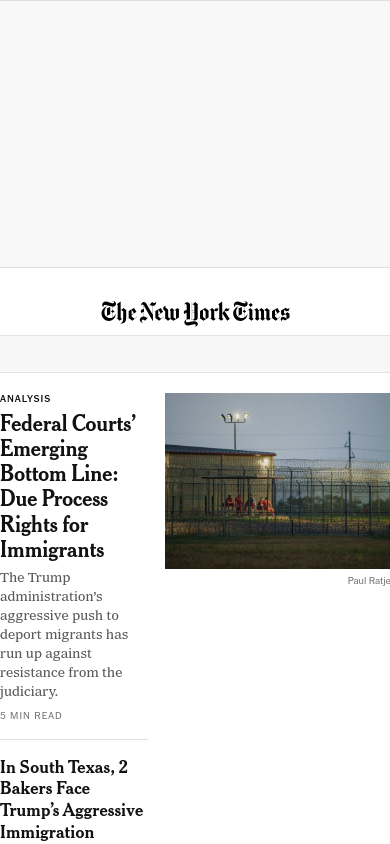 The New York Times
ANALYSIS
Federal Courts’
Emerging
Bottom Line:
Due Process
Rights for
Immigrants
The Trump
administration’s
aggressive push to
deport migrants has
run up against
resistance from the
judiciary.
5 MIN READ
Paul Ratje
In South Texas, 2
Bakers Face
Trump’s Aggressive
Immigration